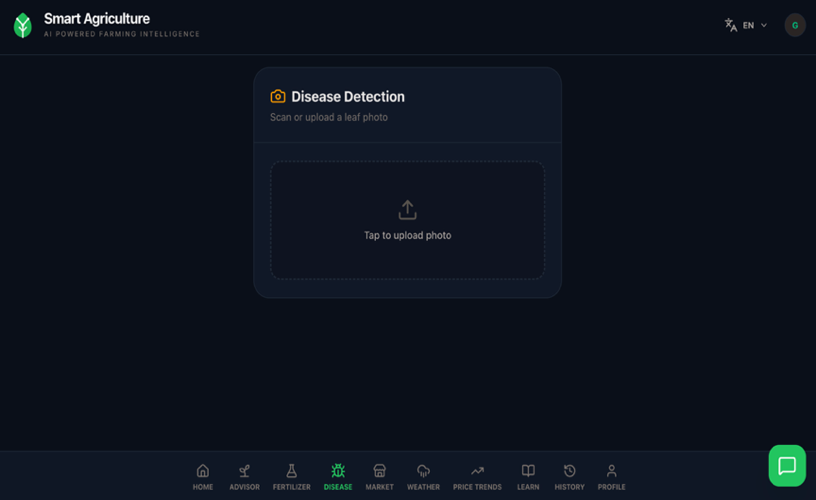 Smart Agriculture
AI POWERED FARMING INTELLIGENCE
EN
G
Disease Detection
Scan or upload a leaf photo
Tap to upload photo
HOME
ADVISOR
FERTILIZER
DISEASE
MARKET
WEATHER
PRICE TRENDS
LEARN
HISTORY
PROFILE